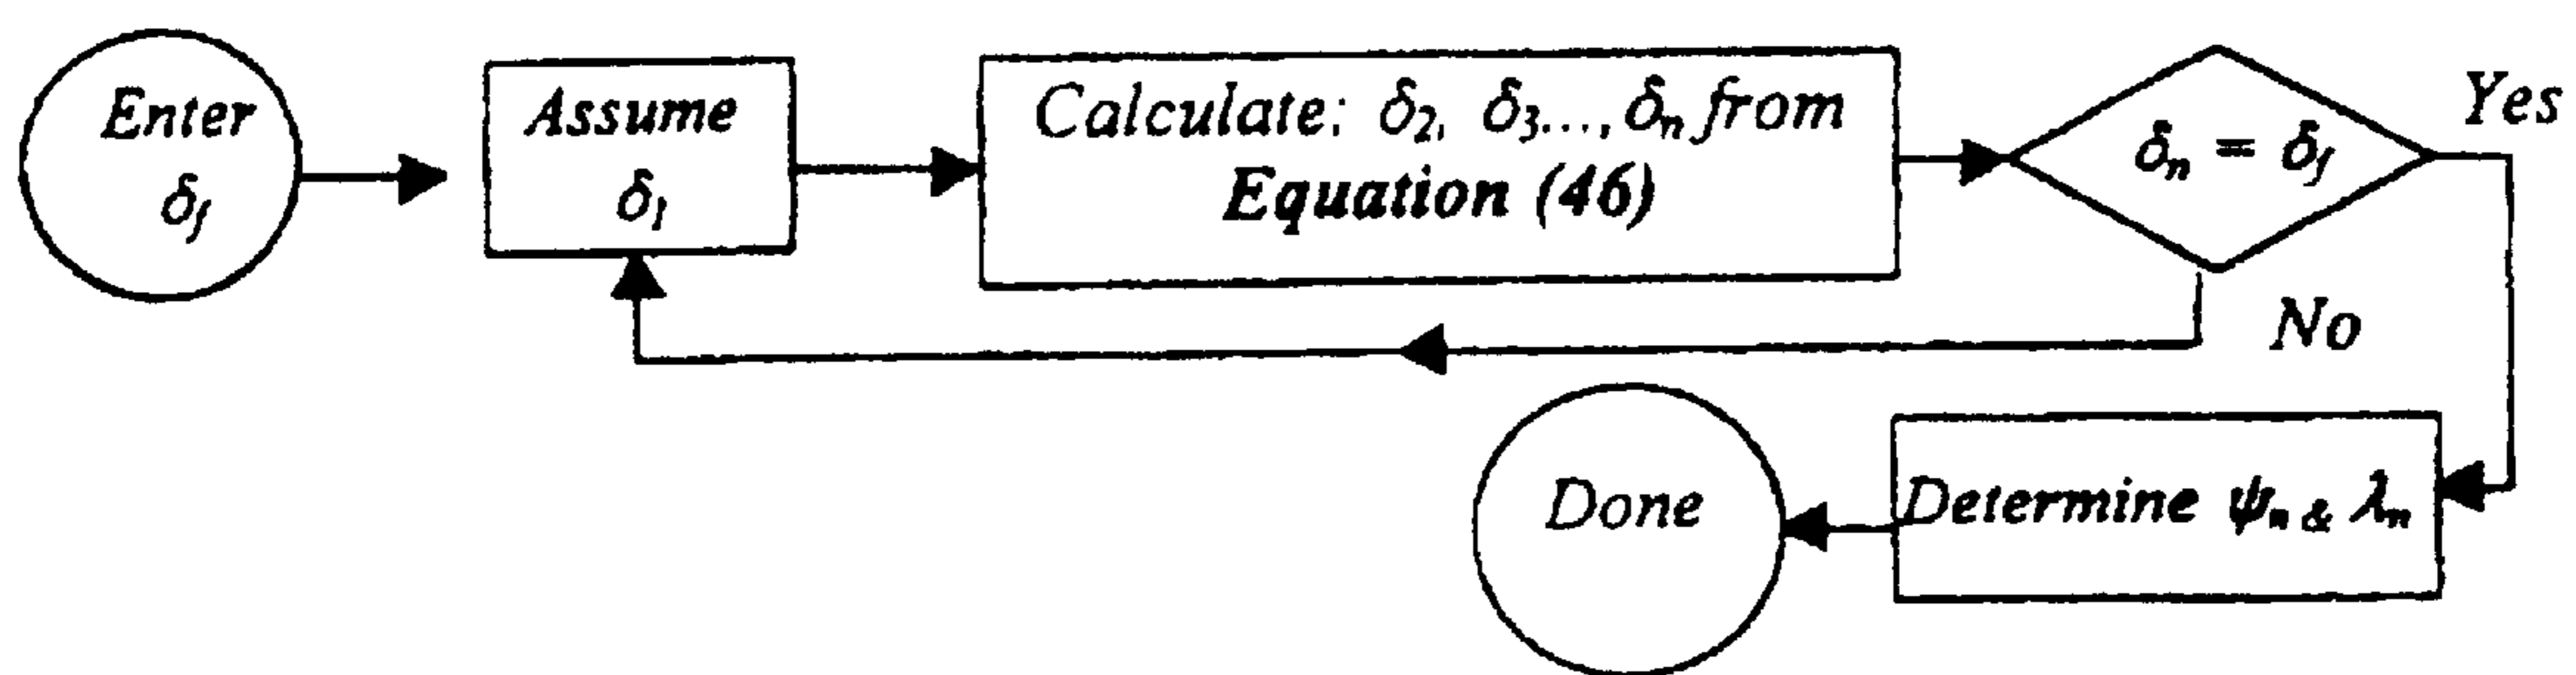 Enter
δf
Assume
δ1
Calculate: δ2, δ3..., δn from
Equation (46)
δn = δf
Yes
No
Determine ψn & λn
Done